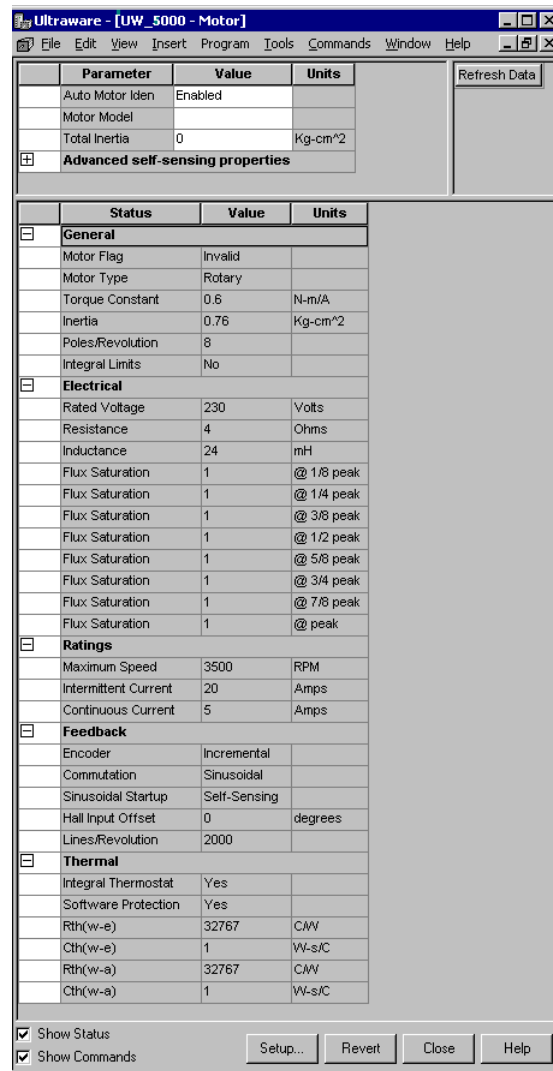 Ultraware - [UW_5000 - Motor]
File Edit View Insert Program Tools Commands Window Help
Parameter Value Units
Refresh Data
Auto Motor Iden Enabled
Motor Model
Total Inertia 0 Kg-cm^2
Advanced self-sensing properties
Status Value Units
General
Motor Flag Invalid
Motor Type Rotary
Torque Constant 0.6 N-m/A
Inertia 0.76 Kg-cm^2
Poles/Revolution 8
Integral Limits No
Electrical
Rated Voltage 230 Volts
Resistance 4 Ohms
Inductance 24 mH
Flux Saturation 1 @ 1/8 peak
Flux Saturation 1 @ 1/4 peak
Flux Saturation 1 @ 3/8 peak
Flux Saturation 1 @ 1/2 peak
Flux Saturation 1 @ 5/8 peak
Flux Saturation 1 @ 3/4 peak
Flux Saturation 1 @ 7/8 peak
Flux Saturation 1 @ peak
Ratings
Maximum Speed 3500 RPM
Intermittent Current 20 Amps
Continuous Current 5 Amps
Feedback
Encoder Incremental
Commutation Sinusoidal
Sinusoidal Startup Self-Sensing
Hall Input Offset 0 degrees
Lines/Revolution 2000
Thermal
Integral Thermostat Yes
Software Protection Yes
Rth(w-e) 32767 C/W
Cth(w-e) 1 W-s/C
Rth(w-a) 32767 C/W
Cth(w-a) 1 W-s/C
Show Status
Show Commands
Setup... Revert Close Help